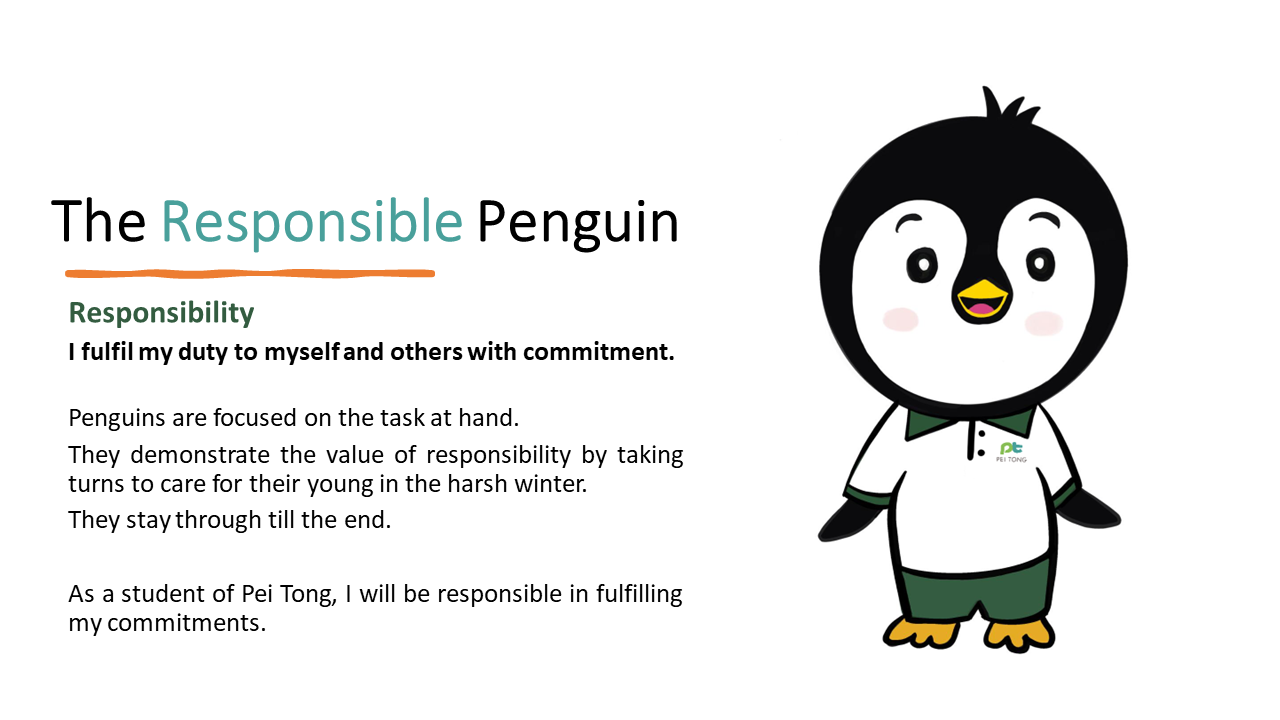 The Responsible Penguin
Responsibility
I fulfil my duty to myself and others with commitment.
Penguins are focused on the task at hand.
They demonstrate the value of responsibility by taking
turns to care for their young in the harsh winter.
They stay through till the end.
As a student of Pei Tong, I will be responsible in fulfilling
my commitments.
pt
PEI TONG